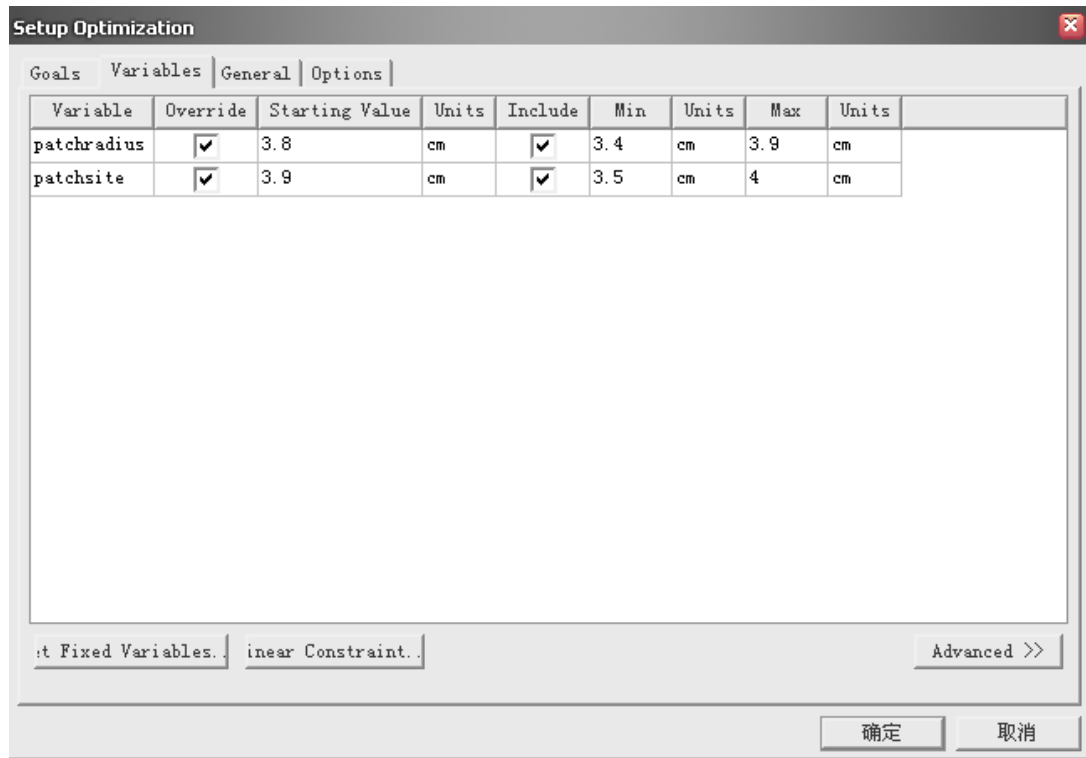 Setup Optimization
Goals Variables General Options
Variable Override Starting Value Units Include Min Units Max Units
patchradius 3.8 cm 3.4 cm 3.9 cm
patchsite 3.9 cm 3.5 cm 4 cm
t Fixed Variables.. inear Constraint.. Advanced >>
确定 取消